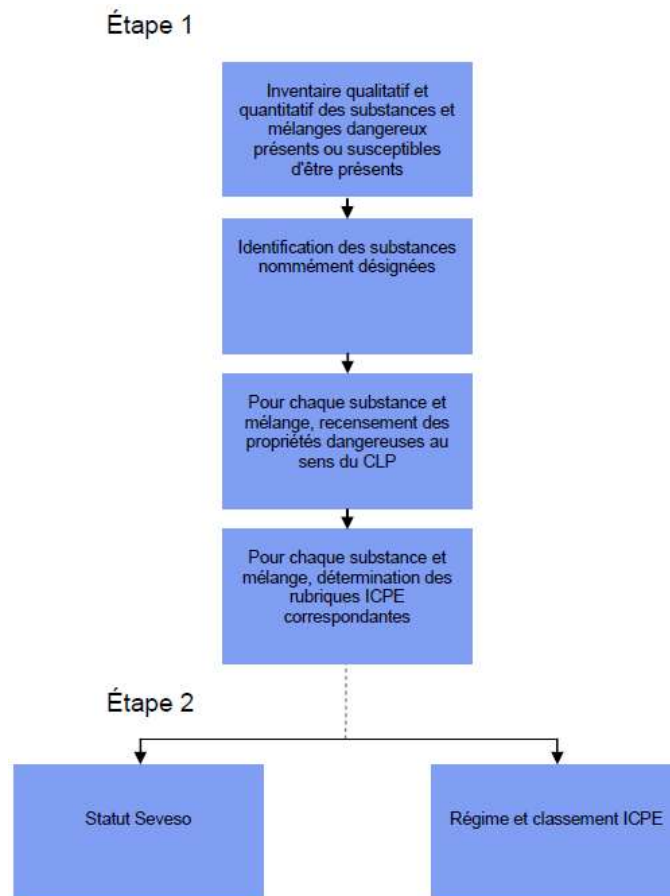 Étape 1
Inventaire qualitatif et
quantitatif des substances et
mélanges dangereux
présents ou susceptibles
d'être présents
Identification des substances
nommément désignées
Pour chaque substance et
mélange, recensement des
propriétés dangereuses au
sens du CLP
Pour chaque substance et
mélange, détermination des
rubriques ICPE
correspondantes
Étape 2
Statut Seveso
Régime et classement ICPE